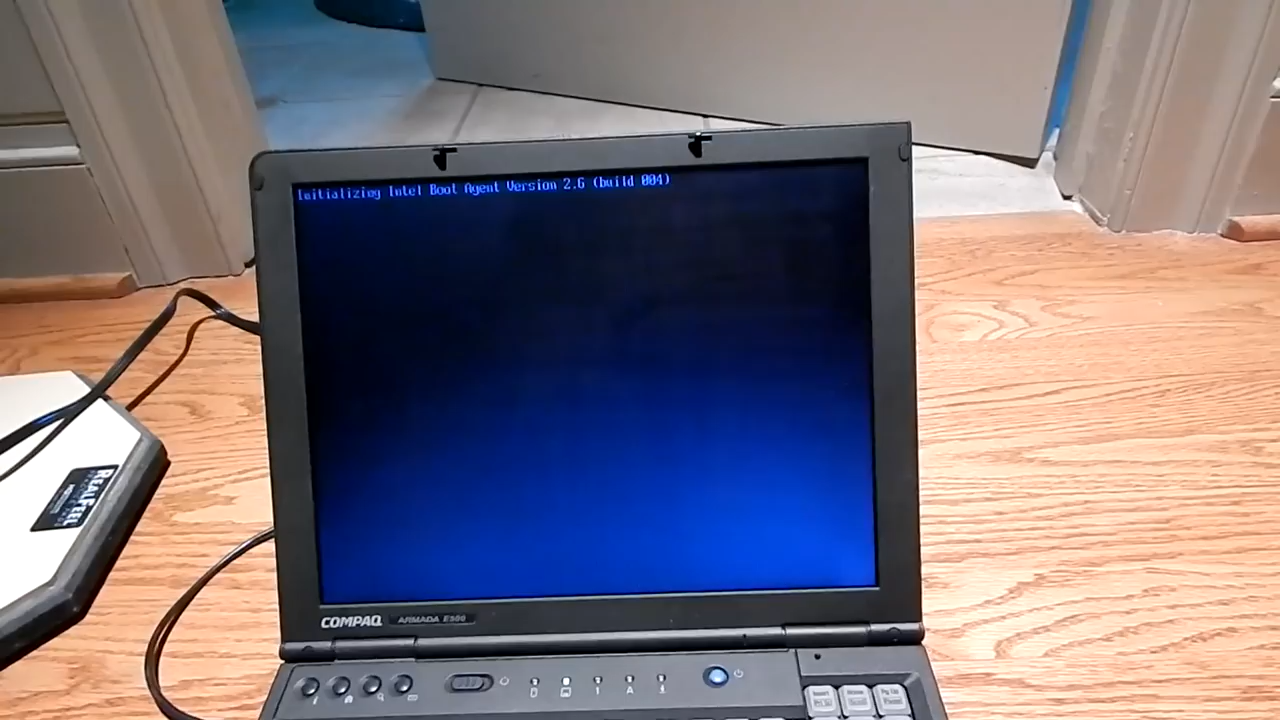 Initializing Intel Boot Agent Version 2.6 (build 004)
REALFEEL
COMPAQ
ARMADA E500